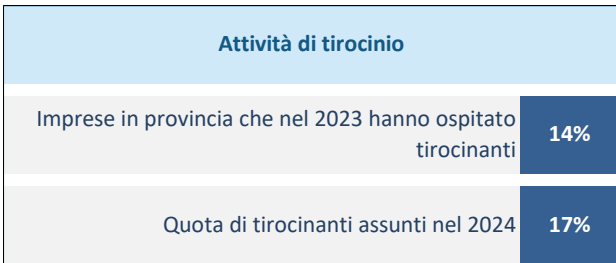 Attività di tirocinio
Imprese in provincia che nel 2023 hanno ospitato
tirocinanti
14%
Quota di tirocinanti assunti nel 2024
17%